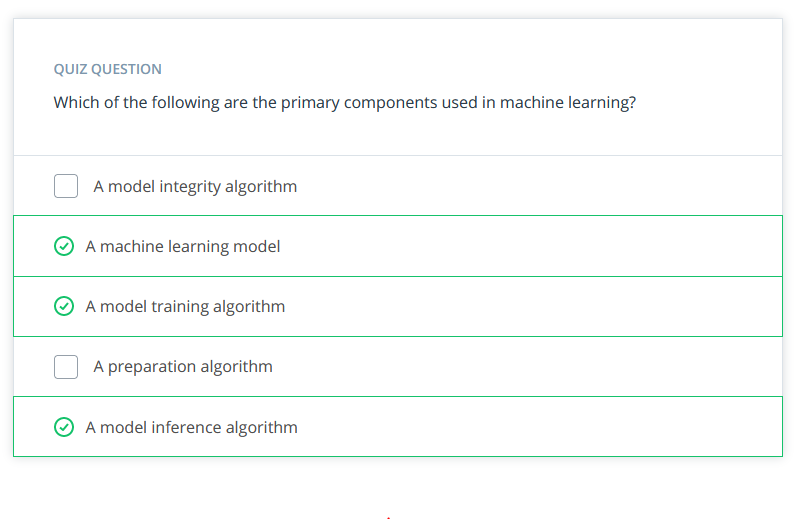 QUIZ QUESTION
Which of the following are the primary components used in machine learning?
A model integrity algorithm
A machine learning model
A model training algorithm
A preparation algorithm
A model inference algorithm